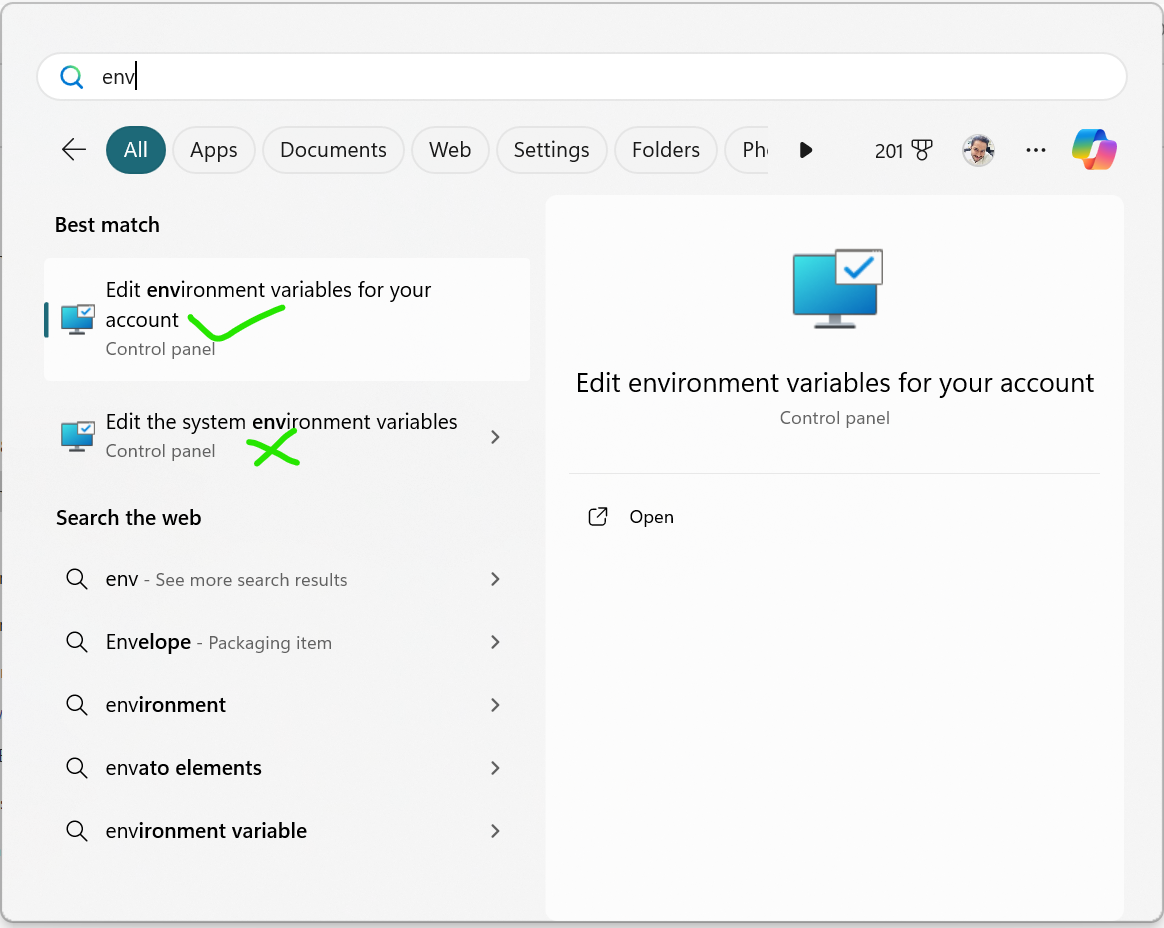 env
All
Apps
Documents
Web
Settings
Folders
201
Best match
Edit environment variables for your
account
Control panel
Edit the system environment variables
Control panel
Search the web
env - See more search results
Envelope - Packaging item
environment
envato elements
environment variable
Edit environment variables for your account
Control panel
Open